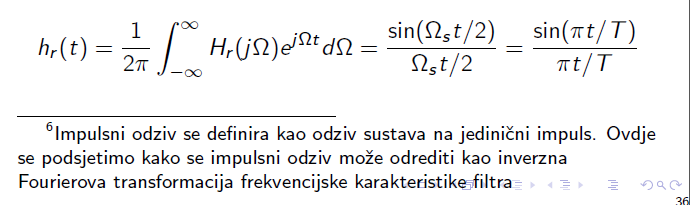 h_r(t) = \frac{1}{2\pi} \int_{-\infty}^{\infty} H_r(j\Omega)e^{j\Omega t} d\Omega = \frac{\sin(\Omega_s t/2)}{\Omega_s t/2} = \frac{\sin(\pi t/T)}{\pi t/T}
⁶Impulsni odziv se definira kao odziv sustava na jedinični impuls. Ovdje
se podsjetimo kako se impulsni odziv može odrediti kao inverzna
Fourierova transformacija frekvencijske karakteristike filtra
36